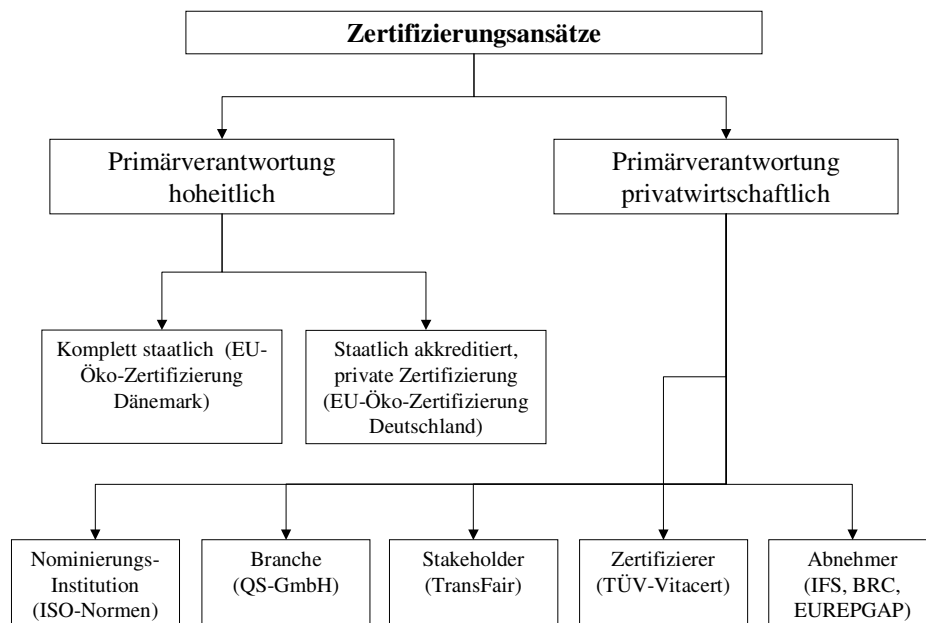 Zertifizierungsansätze
Primärverantwortung
hoheitlich
Primärverantwortung
privatwirtschaftlich
Komplett staatlich (EU-
Öko-Zertifizierung
Dänemark)
Staatlich akkreditiert,
private Zertifizierung
(EU-Öko-Zertifizierung
Deutschland)
Nominierungs-
Institution
(ISO-Normen)
Branche
(QS-GmbH)
Stakeholder
(TransFair)
Zertifizierer
(TÜV-Vitacert)
Abnehmer
(IFS, BRC,
EUREPGAP)